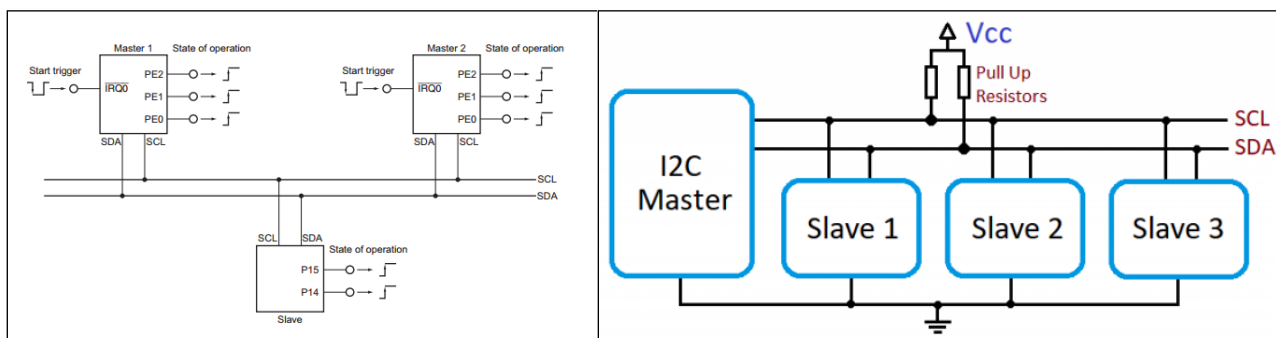 Master 1
State of operation
Start trigger
IRQ0
PE2
PE1
PE0
SDA
SCL
Master 2
State of operation
Start trigger
IRQ0
PE2
PE1
PE0
SDA
SCL
SCL
SDA
SCL
SDA
State of operation
P15
P14
Slave
Vcc
Pull Up
Resistors
SCL
SDA
I2C
Master
Slave 1
Slave 2
Slave 3